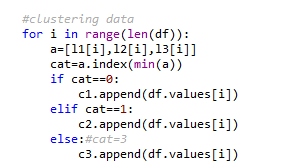 #clustering data
for i in range(len(df)):
    a=[l1[i],l2[i],l3[i]]
    cat=a.index(min(a))
    if cat==0:
        c1.append(df.values[i])
    elif cat==1:
        c2.append(df.values[i])
    else:#cat=3
        c3.append(df.values[i])